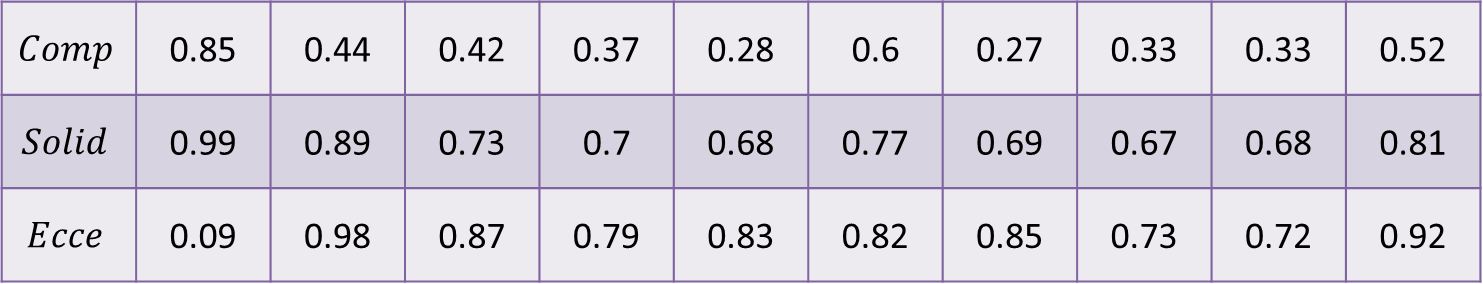 Comp 0.85 0.44 0.42 0.37 0.28 0.6 0.27 0.33 0.33 0.52
Solid 0.99 0.89 0.73 0.7 0.68 0.77 0.69 0.67 0.68 0.81
Ecce 0.09 0.98 0.87 0.79 0.83 0.82 0.85 0.73 0.72 0.92